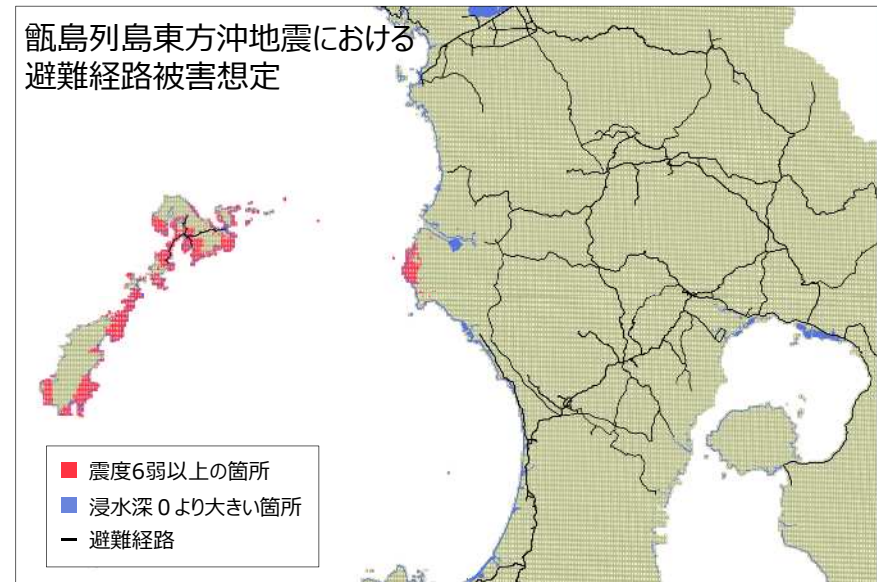 甑島列島東方沖地震における
避難経路被害想定
震度6弱以上の箇所
浸水深０より大きい箇所
避難経路